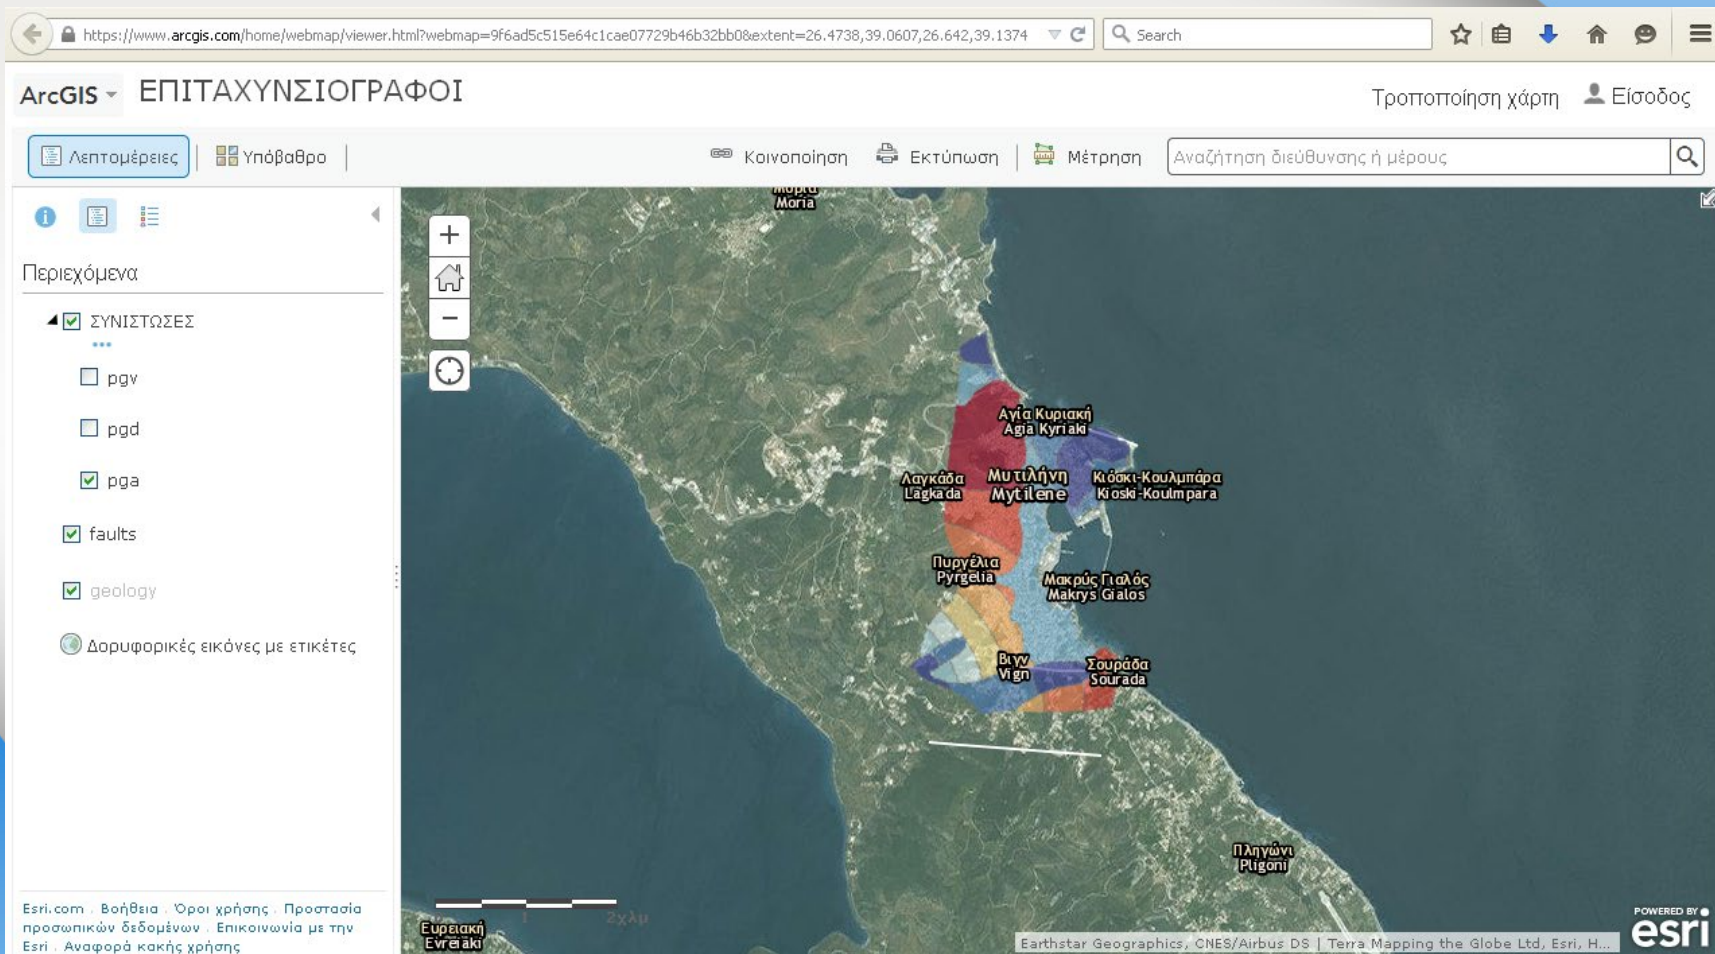 https://www.arcgis.com/home/webmap/viewer.html?webmap=9f6ad5c515e64c1cae07729b46b32bb0&extent=26.4738,39.0607,26.642,39.1374
Search
ArcGIS ΕΠΙΤΑΧΥΝΣΙΟΓΡΑΦΟΙ
Τροποποίηση χάρτη Είσοδος
Λεπτομέρειες Υπόβαθρο
Κοινοποίηση Εκτύπωση Μέτρηση Αναζήτηση διεύθυνσης ή μέρους
Περιεχόμενα
ΣΥΝΙΣΤΩΣΕΣ
pgv
pgd
pga
faults
geology
Δορυφορικές εικόνες με ετικέτες
Esri.com . Βοήθεια . Όροι χρήσης . Προστασία
προσωπικών δεδομένων . Επικοινωνία με την
Esri . Αναφορά κακής χρήσης
Μόρια
Moria
Αγία Κυριακή
Agia Kyriaki
Λαγκάδα
Lagkada
Μυτιλήνη
Mytilene
Κιόσκι-Κουλμπάρα
Kioski-Koulmpara
Πυργέλια
Pyrgelia
Μακρύς Γιαλός
Makrys Gialos
Βιγν
Vign
Σουράδα
Sourada
Πληγώνι
Pligoni
1 2χλμ
Ευρειακή
Evreiaki
Earthstar Geographics, CNES/Airbus DS | Terra Mapping the Globe Ltd, Esri, H...
POWERED BY
esri